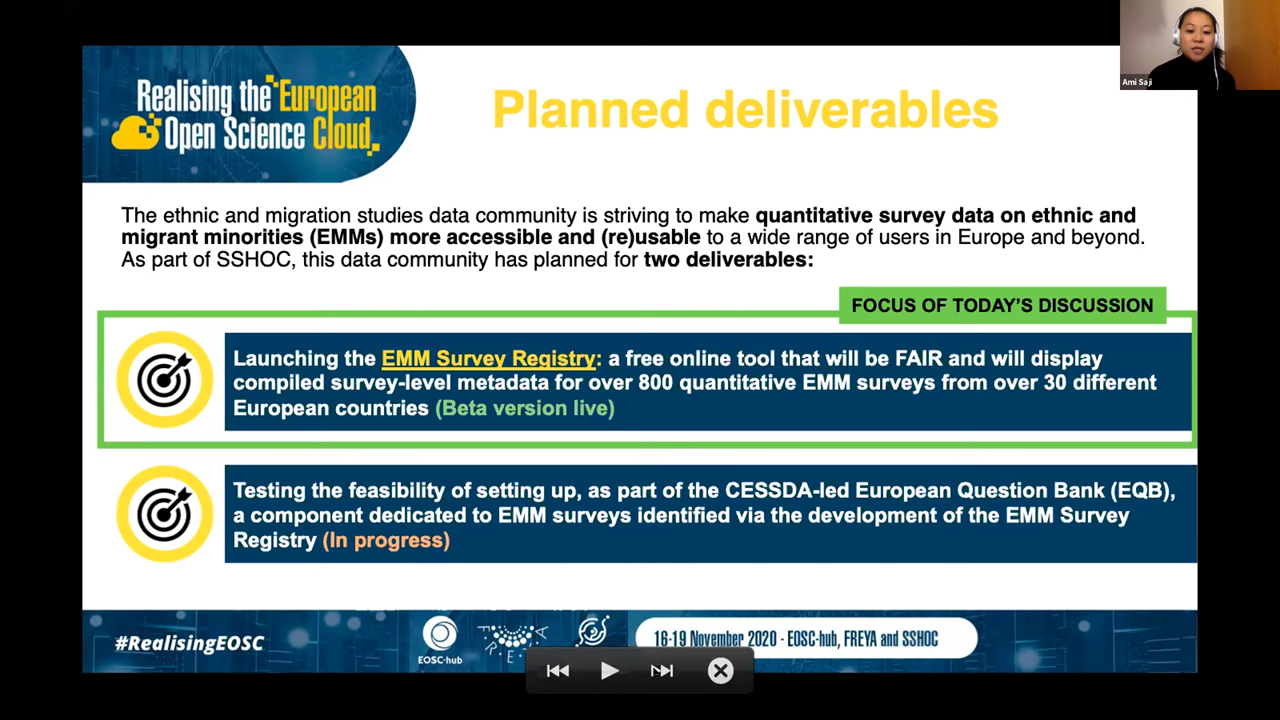 Realising the European
Open Science Cloud
Planned deliverables
Ami Saji
The ethnic and migration studies data community is striving to make quantitative survey data on ethnic and
migrant minorities (EMMs) more accessible and (re)usable to a wide range of users in Europe and beyond.
As part of SSHOC, this data community has planned for two deliverables:
FOCUS OF TODAY'S DISCUSSION
Launching the EMM Survey Registry: a free online tool that will be FAIR and will display
compiled survey-level metadata for over 800 quantitative EMM surveys from over 30 different
European countries (Beta version live)
Testing the feasibility of setting up, as part of the CESSDA-led European Question Bank (EQB),
a component dedicated to EMM surveys identified via the development of the EMM Survey
Registry (In progress)
#RealisingEOSC
EOSC-hub
16-19 November 2020 - EOSC-hub, FREYA and SSHOC